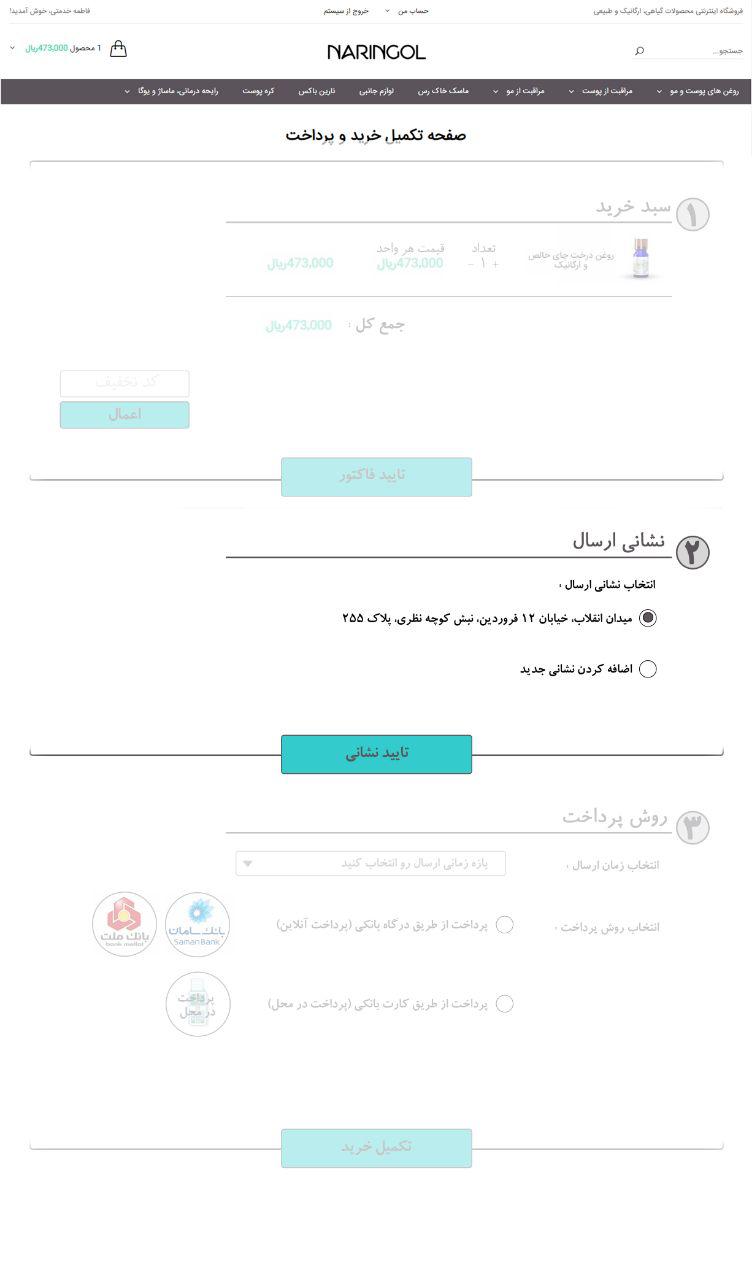 فروشگاه اینترنتی محصولات گیاهی، ارگانیک و طبیعی
حساب من
خروج از سیستم
فاطمه خدمتی، خوش آمدید!
جستجو...
NARINGOL
1 محصول 473,000ریال
روغن های پوست و مو
مراقبت از پوست
مراقبت از مو
ماسک خاک رس
لوازم جانبی
نارین باکس
کره پوست
رایحه درمانی، ماساژ و یوگا
صفحه تکمیل خرید و پرداخت
۱ سبد خرید
تعداد
قیمت هر واحد
روغن درخت چای خالص
و ارگانیک
+ ۱ -
473,000ریال
473,000ریال
جمع کل :
473,000ریال
کد تخفیف
اعمال
تایید فاکتور
۲ نشانی ارسال
انتخاب نشانی ارسال :
میدان انقلاب، خیابان ۱۲ فروردین، نبش کوچه نظری، پلاک ۲۵۵
اضافه کردن نشانی جدید
تایید نشانی
۳ روش پرداخت
انتخاب زمان ارسال :
بازه زمانی ارسال رو انتخاب کنید
انتخاب روش پرداخت :
پرداخت از طریق درگاه بانکی (پرداخت آنلاین)
بانک سامان
Saman Bank
بانک ملت
bank mellat
پرداخت از طریق کارت بانکی (پرداخت در محل)
پرداخت
در محل
تکمیل خرید